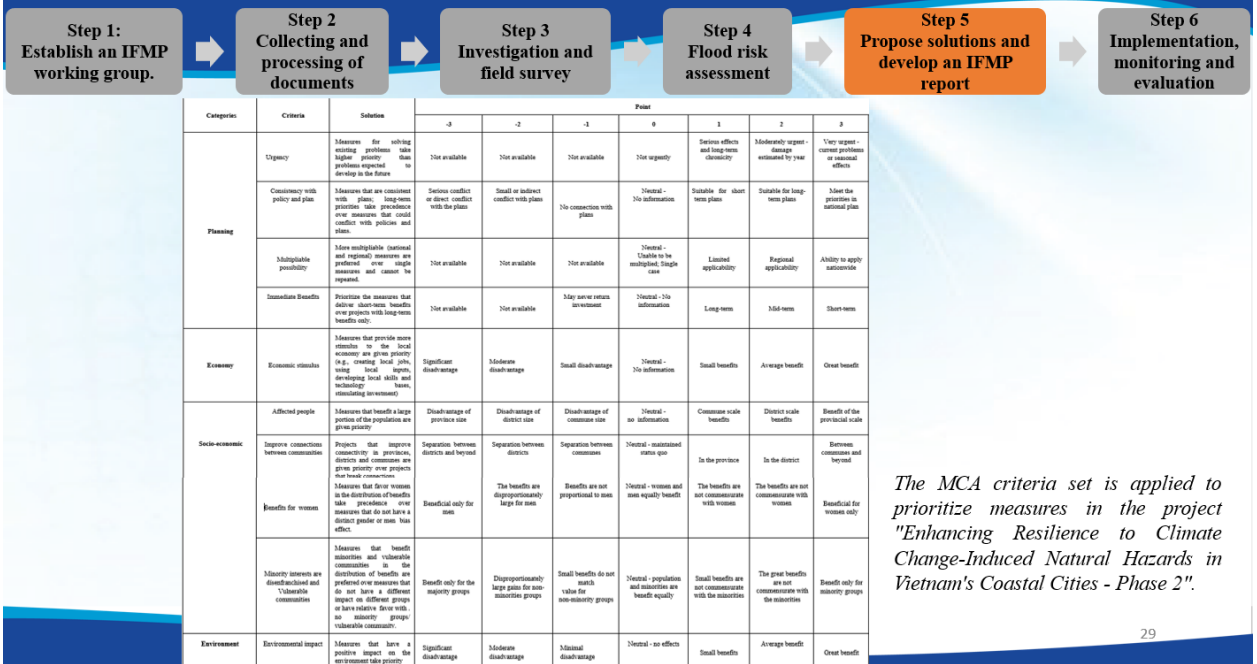 Step 1:
Establish an IFMP
working group.
Step 2
Collecting and
processing of
documents
Step 3
Investigation and
field survey
Step 4
Flood risk
assessment
Step 5
Propose solutions and
develop an IFMP
report
Step 6
Implementation,
monitoring and
evaluation
Categories
Criteria
Solution
Point
-3
-2
-1
0
1
2
3
Planning
Urgency
Measures for solving
existing problems take
higher priority than
problems expected to
develop in the future
Not available
Not available
Not available
Not urgently
Serious effects
and long-term
chronicity
Moderately urgent -
damage
estimated by year
Very urgent -
current problems
or seasonal
effects
Consistency with
policy and plan
Measures that are consistent
with plans; long-term
priorities take precedence
over measures that could
conflict with policies and
plans.
Serious conflict
or direct conflict
with the plans
Small or indirect
conflict with plans
No connection with
plans
Neutral -
No information
Suitable for short
term plans
Suitable for long-
term plans
Meet the
priorities in
national plan
Multipliable
possibility
More multipliable (national
and regional) measures are
preferred over single
measures and cannot be
repeated.
Not available
Not available
Not available
Neutral -
Unable to be
multiplied; Single
case
Limited
applicability
Regional
applicability
Ability to apply
nationwide
Immediate Benefits
Prioritize the measures that
deliver short-term benefits
over projects with long-term
benefits only.
Not available
Not available
May never return
investment
Neutral - No
information
Long-term
Mid-term
Short-term
Economy
Economic stimulus
Measures that provide more
stimulus to the local
economy are given priority
(e.g., creating local jobs,
using local inputs,
developing local skills and
technology bases,
stimulating investment)
Significant
disadvantage
Moderate
disadvantage
Small disadvantage
Neutral -
No information
Small benefits
Average benefit
Great benefit
Socio-economic
Affected people
Measures that benefit a large
portion of the population are
given priority
Disadvantage of
province size
Disadvantage of
district size
Disadvantage of
commune size
Neutral -
no information
Commune scale
benefits
District scale
benefits
Benefit of the
provincial scale
Improve connections
between communities
Projects that improve
connectivity in provinces,
districts and communes are
given priority over projects
that break connections
Separation between
districts and beyond
Separation between
districts
Separation between
communes
Neutral - maintained
status quo
In the province
In the district
Between
communes and
beyond
Benefits for women
Measures that favor women
in the distribution of benefits
take precedence over
measures that do not have a
distinct gender or men bias
effect.
Beneficial only for
men
The benefits are
disproportionately
large for men
Benefits are not
proportional to men
Neutral - women and
men equally benefit
The benefits are
not commensurate
with women
The benefits are not
commensurate with
women
Beneficial for
women only
Minority interests are
disenfranchised and
Vulnerable
communities
Measures that benefit
minorities and vulnerable
communities in the
distribution of benefits are
preferred over measures that
do not have a different
impact on different groups
or have relative favor with .
no minority groups/
vulnerable community.
Benefit only for the
majority groups
Disproportionately
large gains for non-
minorities groups
Small benefits do not
match
value for
non-minority groups
Neutral - population
and minorities are
benefit equally
Small benefits are
not commensurate
with the minorities
The great benefits
are not
commensurate with
the minorities
Benefit only for
minority groups
Environment
Environmental impact
Measures that have a
positive impact on the
environment take priority
Significant
disadvantage
Moderate
disadvantage
Minimal
disadvantage
Neutral - no effects
Small benefits
Average benefit
Great benefit
The MCA criteria set is applied to
prioritize measures in the project
"Enhancing Resilience to Climate
Change-Induced Natural Hazards in
Vietnam's Coastal Cities - Phase 2".
29